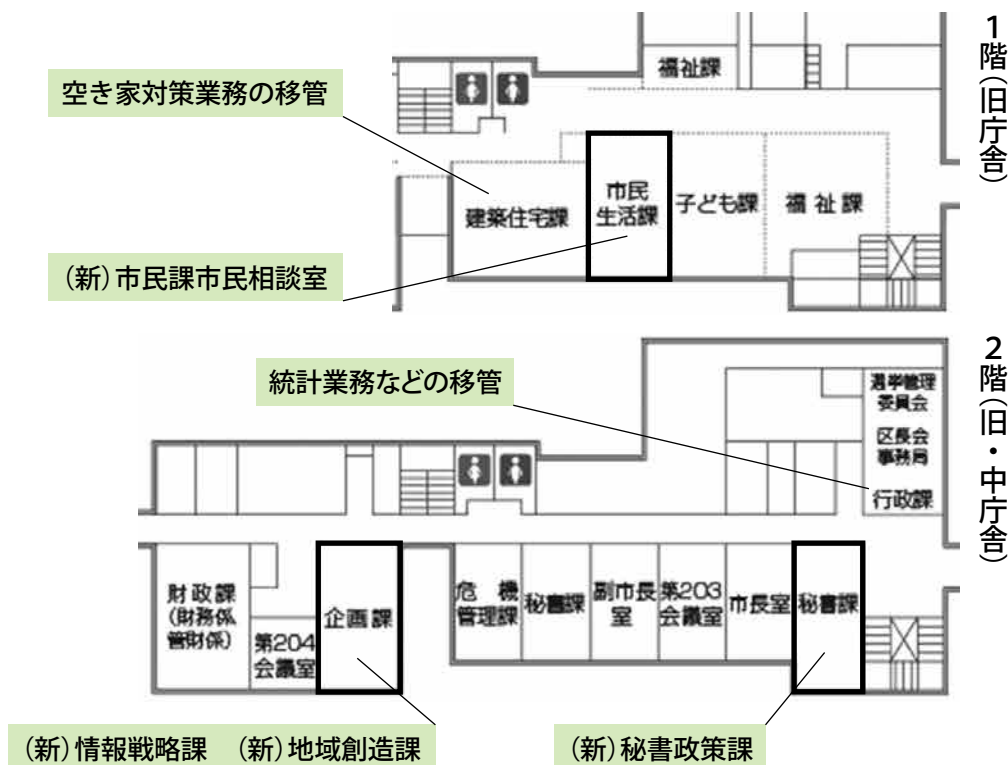 1階(旧庁舎)
福祉課
空き家対策業務の移管
建築住宅課
市民
生活課
子ども課
福祉課
(新)市民課市民相談室
2階(旧・中庁舎)
統計業務などの移管
選挙管理
委員会
区長会
事務局
行政課
財政課
(財務係
管財係)
第204
会議室
企画課
危機
管理課
秘書課
副市長
室
第203
会議室
市長室
秘書課
(新)情報戦略課 (新)地域創造課
(新)秘書政策課